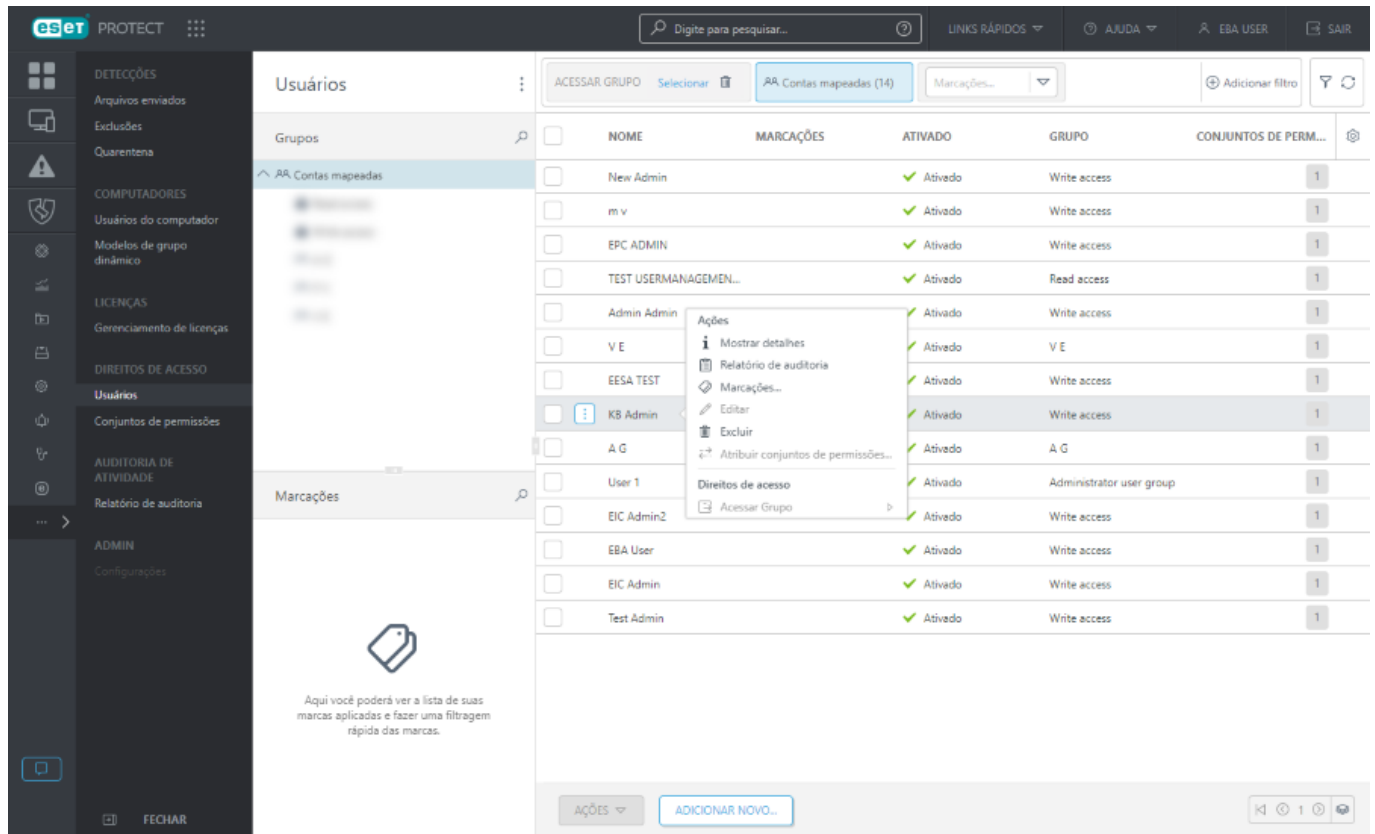 eseT PROTECT
Digite para pesquisar...
LINKS RÁPIDOS
AJUDA
EBA USER
SAIR
DETECÇÕES
Arquivos enviados
Exclusões
Quarentena
COMPUTADORES
Usuários do computador
Modelos de grupo
dinâmico
LICENÇAS
Gerenciamento de licenças
DIREITOS DE ACESSO
Usuários
Conjuntos de permissões
AUDITORIA DE
ATIVIDADE
Relatório de auditoria
ADMIN
Configurações
FECHAR
Usuários
Grupos
Contas mapeadas
Marcações
Aqui você poderá ver a lista de suas
marcas aplicadas e fazer uma filtragem
rápida das marcas.
ACESSAR GRUPO Selecionar
Contas mapeadas (14)
Marcações...
Adicionar filtro
NOME MARCAÇÕES ATIVADO GRUPO CONJUNTOS DE PERM...
New Admin Ativado Write access 1
m v Ativado Write access 1
EPC ADMIN Ativado Write access 1
TEST USERMANAGEMEN... Ativado Read access 1
Admin Admin Ativado Write access 1
V E Ativado V E 1
EESA TEST Ativado Write access 1
KB Admin Ativado Write access 1
A G Ativado A G 1
User 1 Ativado Administrator user group 1
EIC Admin2 Ativado Write access 1
EBA User Ativado Write access 1
EIC Admin Ativado Write access 1
Test Admin Ativado Write access 1
Ações
Mostrar detalhes
Relatório de auditoria
Marcações...
Editar
Excluir
Atribuir conjuntos de permissões...
Direitos de acesso
Acessar Grupo
AÇÕES
ADICIONAR NOVO...
1